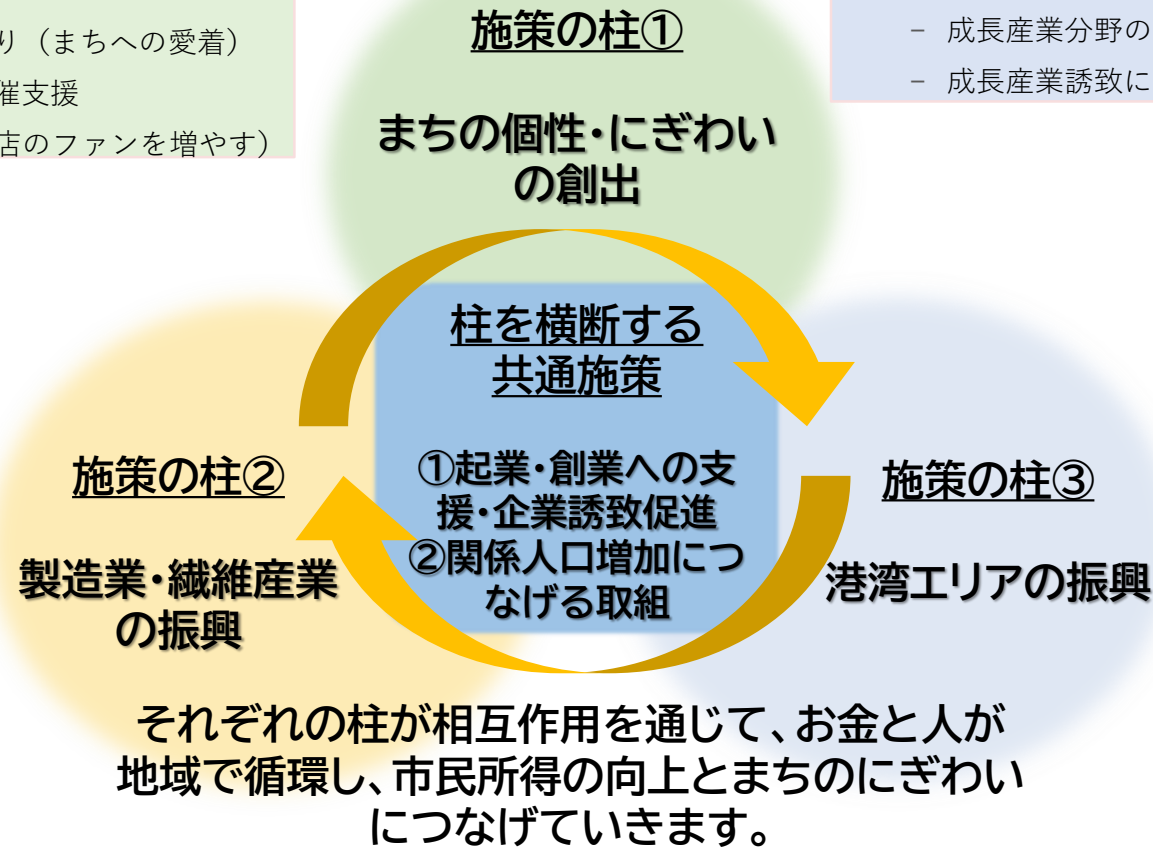 り（まちへの愛着）
催支援
店のファンを増やす）
施策の柱①
まちの個性・にぎわい
の創出
− 成長産業分野の
− 成長産業誘致に
柱を横断する
共通施策
①起業・創業への支
援・企業誘致促進
②関係人口増加につ
なげる取組
施策の柱②
製造業・繊維産業
の振興
施策の柱③
港湾エリアの振興
それぞれの柱が相互作用を通じて、お金と人が
地域で循環し、市民所得の向上とまちのにぎわい
につなげていきます。